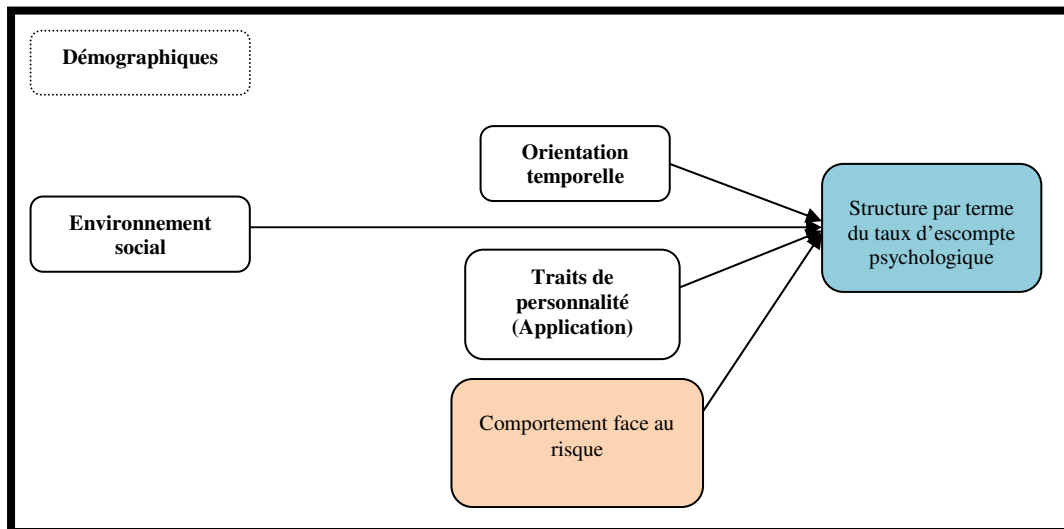 Démographiques
Orientation
temporelle
Environnement
social
Structure par terme
du taux d’escompte
psychologique
Traits de
personnalité
(Application)
Comportement face au
risque